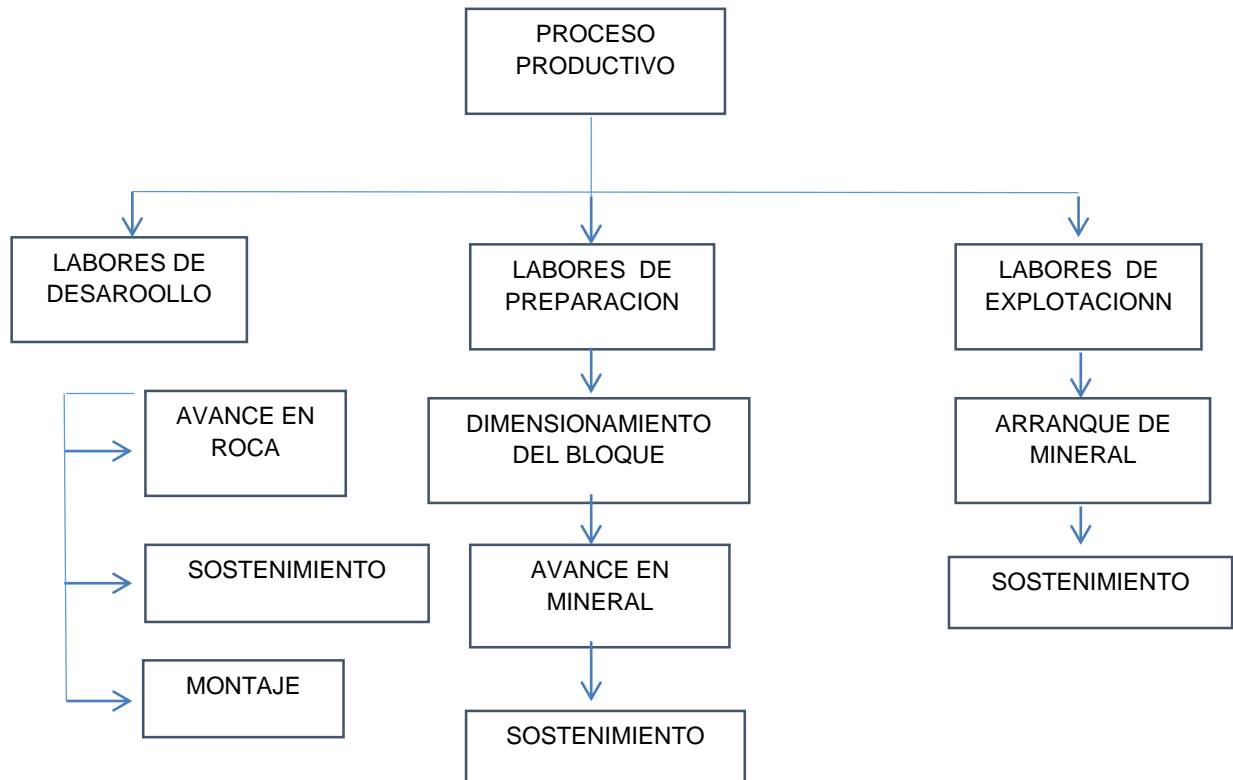 PROCESO
PRODUCTIVO
LABORES DE
DESAROOLLO
LABORES DE
PREPARACION
LABORES DE
EXPLOTACIONN
AVANCE EN
ROCA
DIMENSIONAMIENTO
DEL BLOQUE
ARRANQUE DE
MINERAL
SOSTENIMIENTO
AVANCE EN
MINERAL
SOSTENIMIENTO
MONTAJE
SOSTENIMIENTO